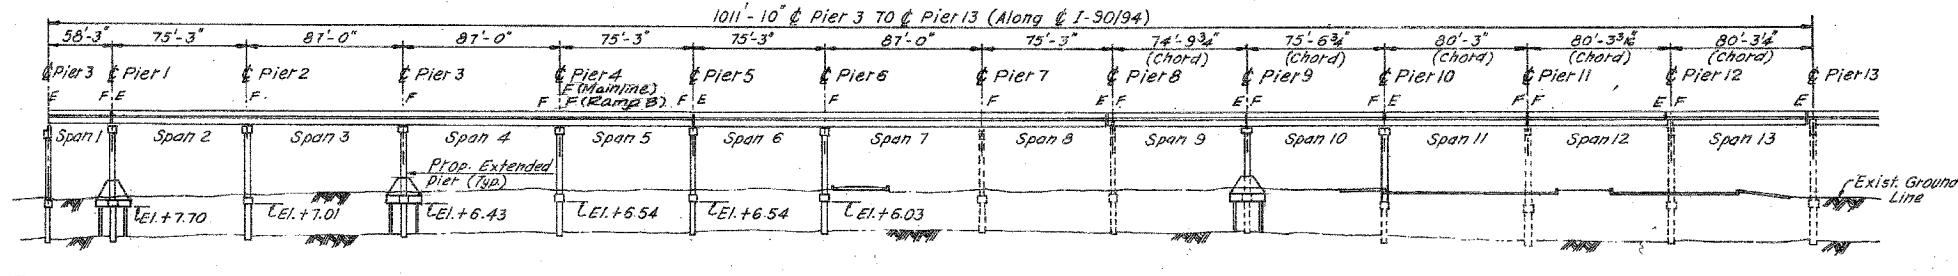 1011'-10" ℄ Pier 3 TO ℄ Pier 13 (Along ℄ I-90/94)
58'-3" 75'-3" 87'-0" 87'-0" 75'-3" 75'-3" 87'-0" 75'-3" 74'-9¾" 75'-6¾" 80'-3" 80'-3 3/16" 80'-3¼"
(Chord) (Chord) (Chord) (Chord) (Chord)
℄ Pier 3 ℄ Pier 1 ℄ Pier 2 ℄ Pier 3 ℄ Pier 4 ℄ Pier 5 ℄ Pier 6 ℄ Pier 7 ℄ Pier 8 ℄ Pier 9 ℄ Pier 10 ℄ Pier 11 ℄ Pier 12 ℄ Pier 13
F (Mainline)
E F E F F F F (Ramp B) F E F F E F E F F E F F E F E
Span 1 Span 2 Span 3 Span 4 Span 5 Span 6 Span 7 Span 8 Span 9 Span 10 Span 11 Span 12 Span 13
Prop. Extended
Pier (Typ.)
Exist. Ground
Line
El. +7.70 El. +7.01 El. +6.43 El. +6.54 El. +6.54 El. +6.03